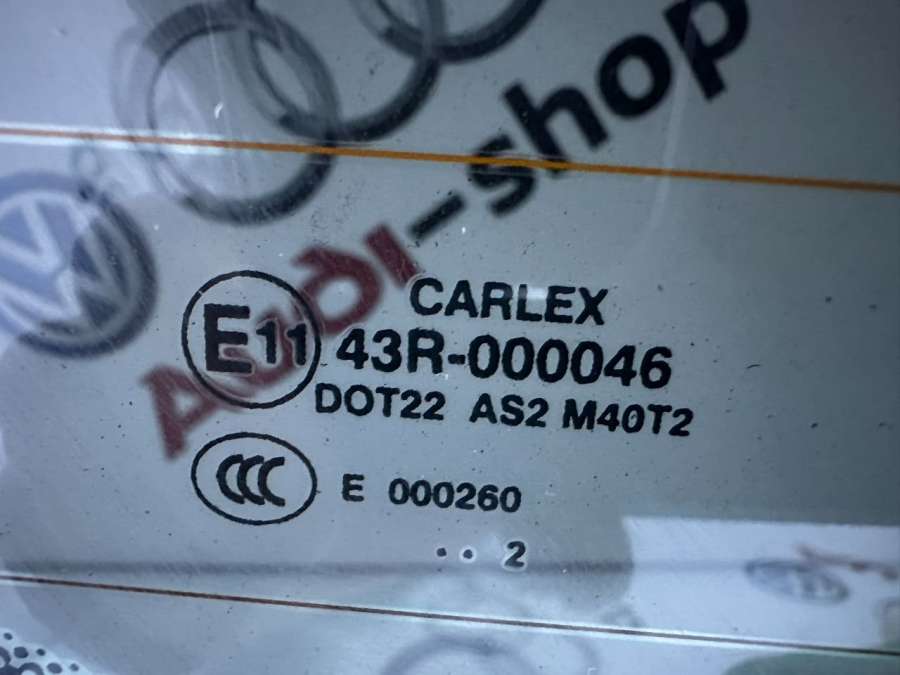 Audi-shop
CARLEX
E11 43R-000046
DOT22 AS2 M40T2
CCC E 000260
.. 2